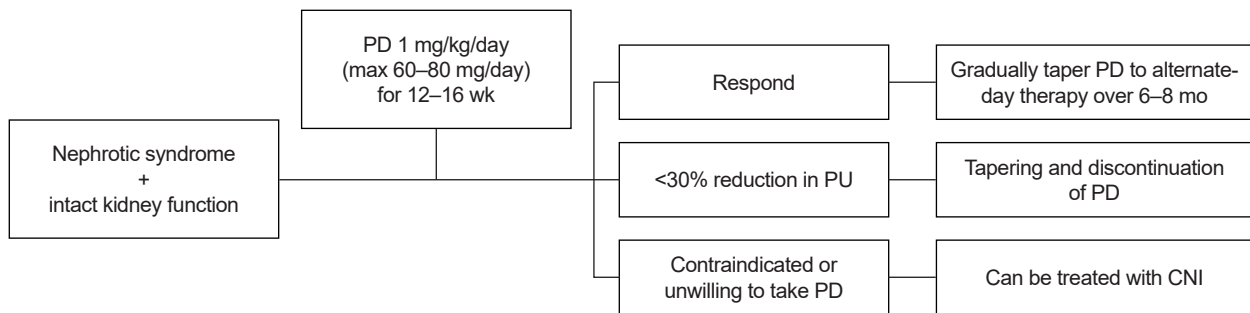 Nephrotic syndrome
+
intact kidney function
PD 1 mg/kg/day
(max 60–80 mg/day)
for 12–16 wk
Respond
Gradually taper PD to alternate-
day therapy over 6–8 mo
<30% reduction in PU
Tapering and discontinuation
of PD
Contraindicated or
unwilling to take PD
Can be treated with CNI